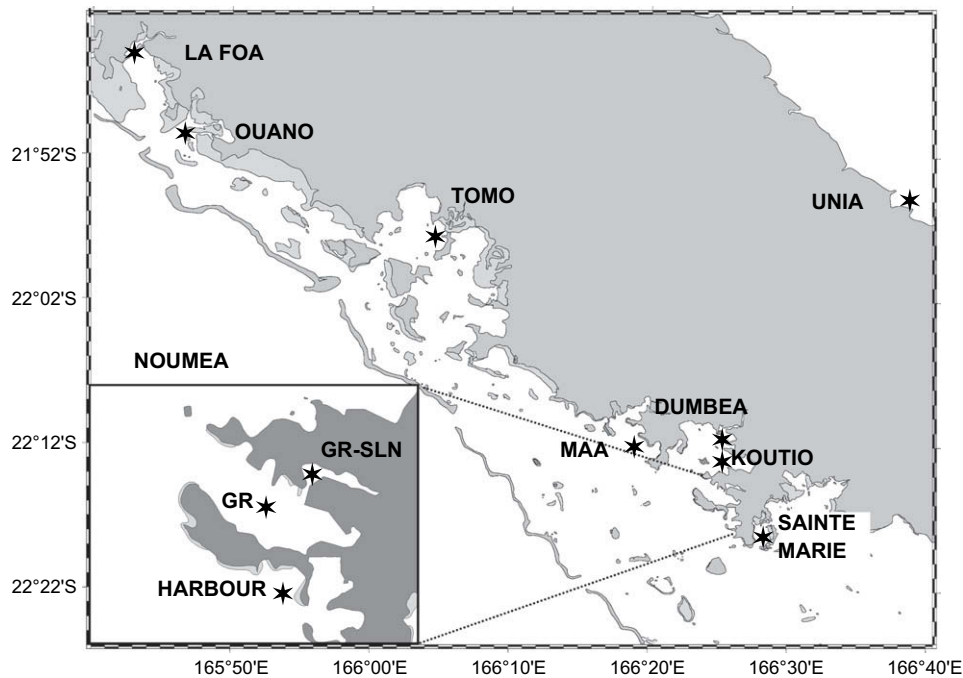 LA FOA
OUANO
21°52'S
TOMO
UNIA
22°02'S
NOUMEA
DUMBEA
22°12'S
GR-SLN
MAA
KOUTIO
GR
SAINTE
MARIE
HARBOUR
22°22'S
165°50'E 166°00'E 166°10'E 166°20'E 166°30'E 166°40'E